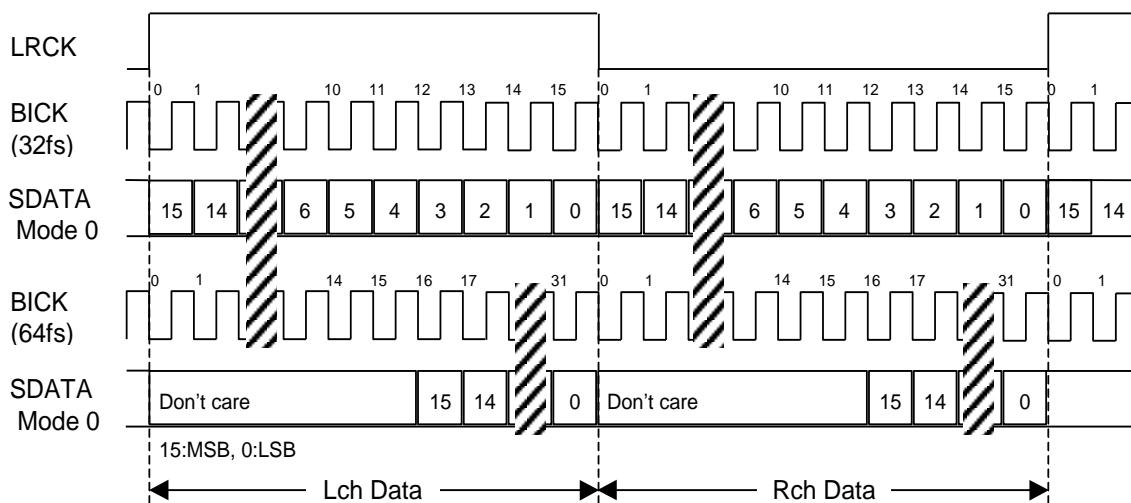 LRCK
0 1 10 11 12 13 14 15 0 1 10 11 12 13 14 15 0 1
BICK
(32fs)
SDATA
Mode 0
15 14 6 5 4 3 2 1 0 15 14 6 5 4 3 2 1 0 15 14
0 1 14 15 16 17 31 0 1 14 15 16 17 31 0 1
BICK
(64fs)
SDATA
Mode 0
Don't care 15 14 0 Don't care 15 14 0
15:MSB, 0:LSB
Lch Data Rch Data